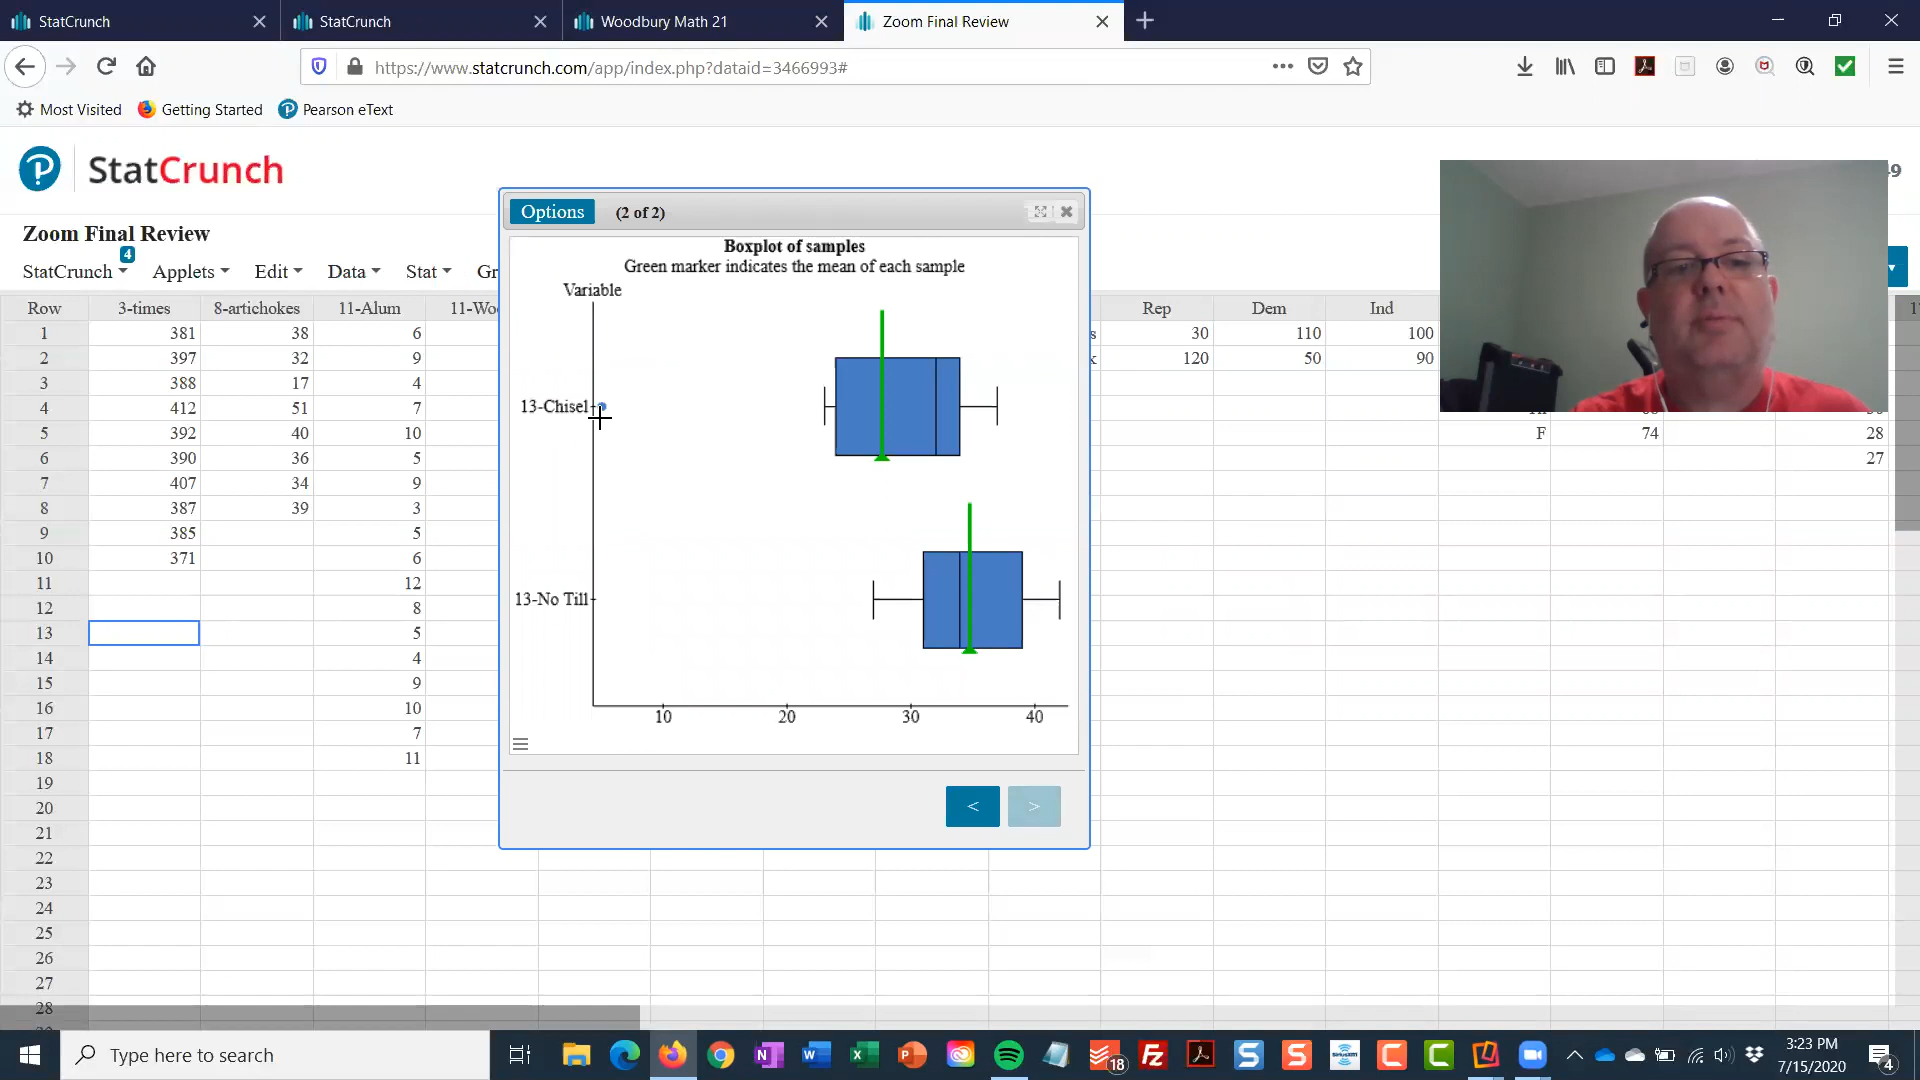 StatCrunch
StatCrunch
Woodbury Math 21
Zoom Final Review
https://www.statcrunch.com/app/index.php?dataid=3466993#
Most Visited
Getting Started
Pearson eText
StatCrunch
Options
(2 of 2)
Zoom Final Review
4
StatCrunch
Applets
Edit
Data
Stat
Gr
Boxplot of samples
Green marker indicates the mean of each sample
Variable
13-Chisel
13-No Till
10 20 30 40
< >
Row 3-times 8-artichokes 11-Alum 11-Woo Rep Dem Ind
1 381 38 6 s 30 110 100
2 397 32 9 k 120 50 90
3 388 17 4
4 412 51 7
5 392 40 10 F 74 28
6 390 36 5 27
7 407 34 9
8 387 39 3
9 385 5
10 371 6
11 12
12 8
13 5
14 4
15 9
16 10
17 7
18 11
19
20
21
22
23
24
25
26
27
28
Type here to search
18
3:23 PM
7/15/2020
4